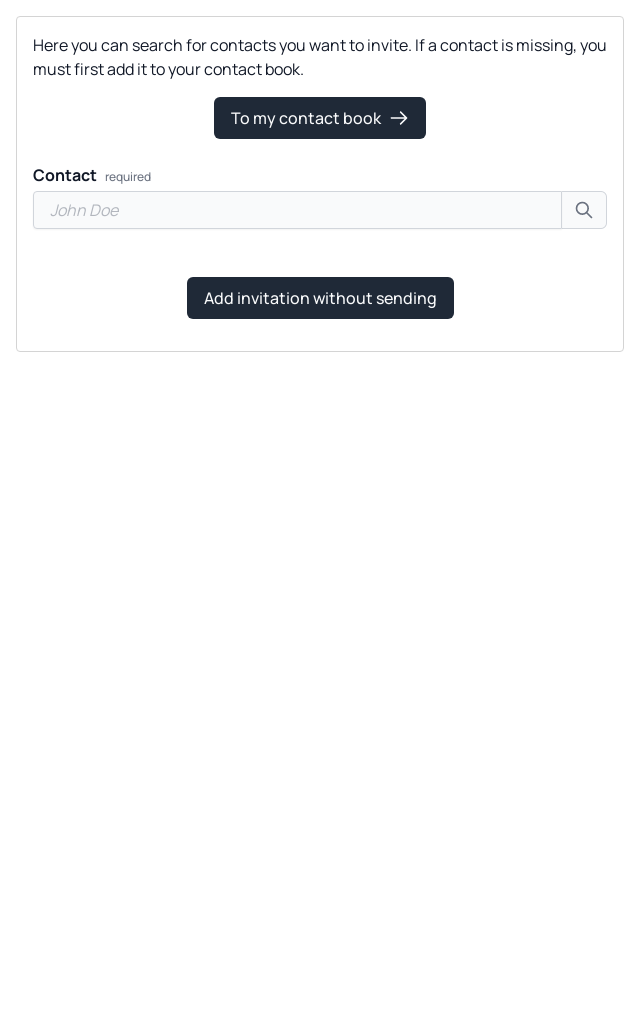 Here you can search for contacts you want to invite. If a contact is missing, you
must first add it to your contact book.
To my contact book
Contact required
John Doe
Add invitation without sending